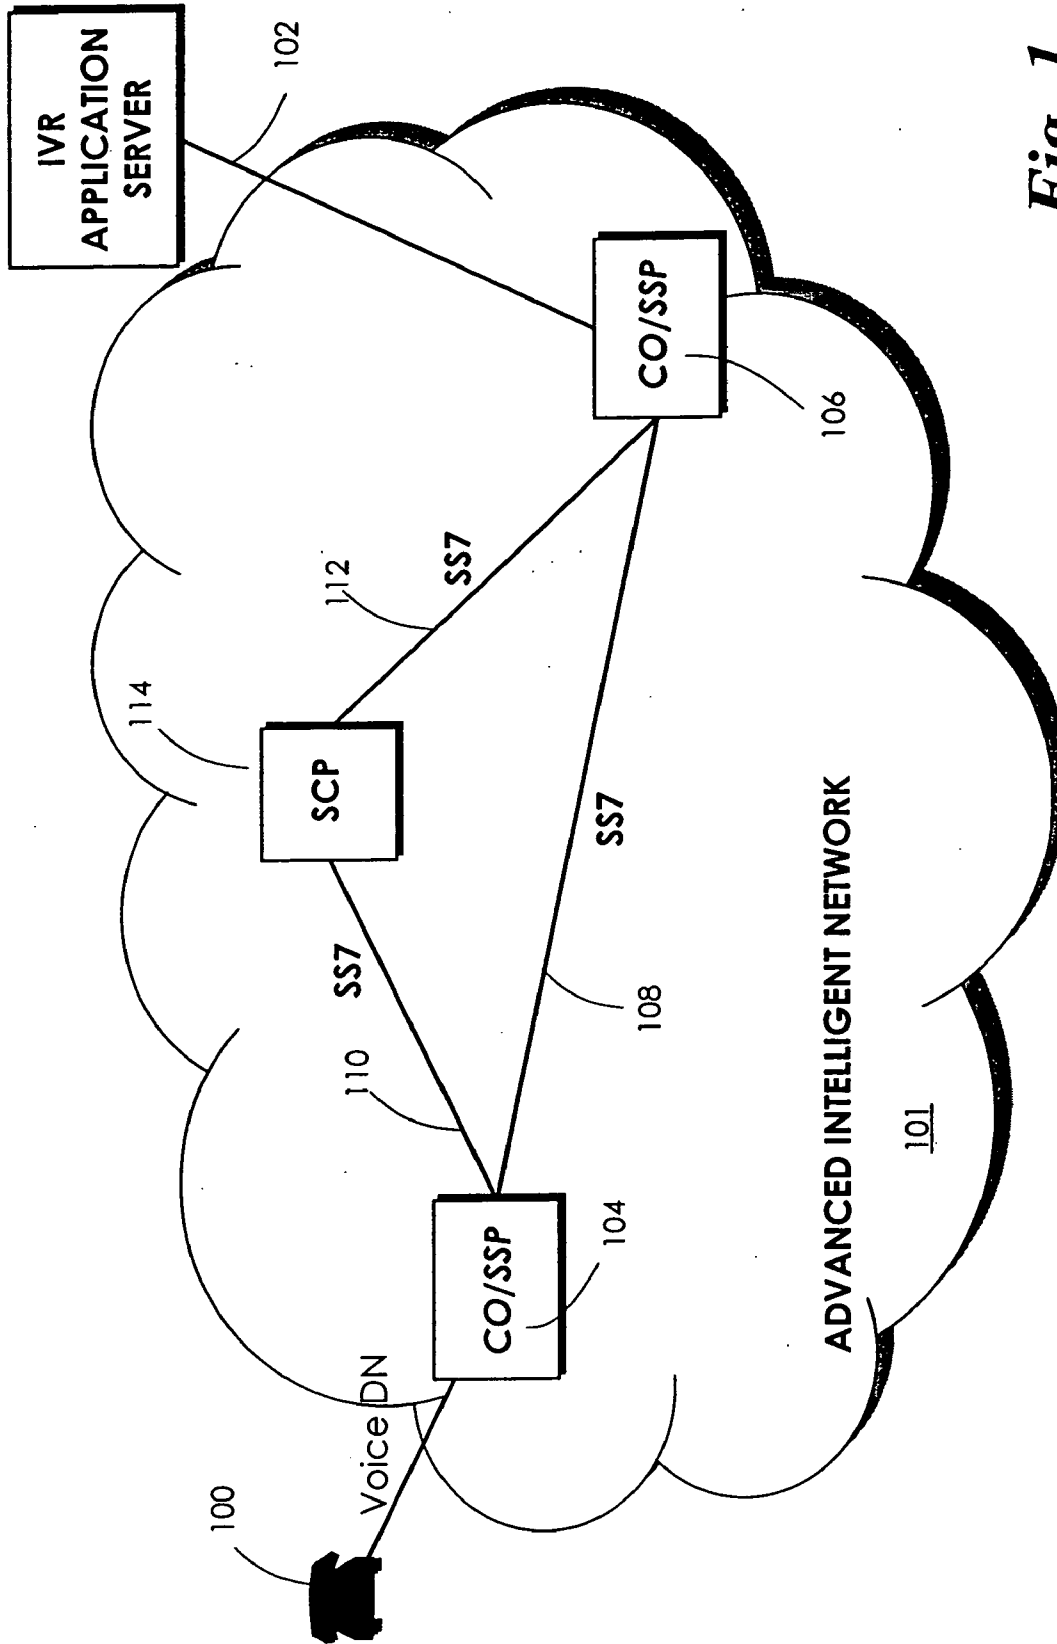 IVR
APPLICATION
SERVER
102
114
SCP
112
SS7
CO/SSP
106
SS7
110
SS7
108
100
Voice DN
CO/SSP
104
ADVANCED INTELLIGENT NETWORK
101
Fig. 1